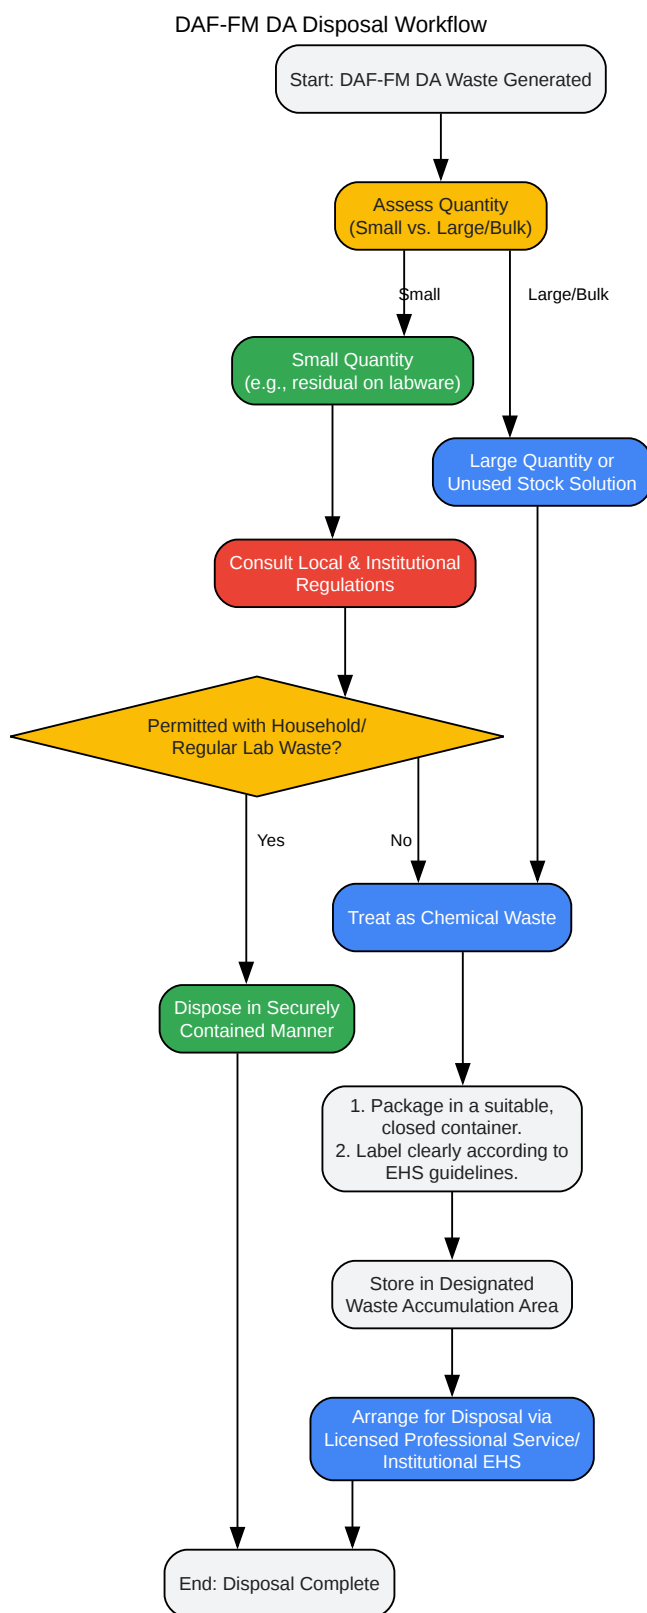 DAF-FM DA Disposal Workflow
Start: DAF-FM DA Waste Generated
Assess Quantity
(Small vs. Large/Bulk)
Small
Large/Bulk
Small Quantity
(e.g., residual on labware)
Large Quantity or
Unused Stock Solution
Consult Local & Institutional
Regulations
Permitted with Household/
Regular Lab Waste?
Yes
No
Treat as Chemical Waste
Dispose in Securely
Contained Manner
1. Package in a suitable,
closed container.
2. Label clearly according to
EHS guidelines.
Store in Designated
Waste Accumulation Area
Arrange for Disposal via
Licensed Professional Service/
Institutional EHS
End: Disposal Complete